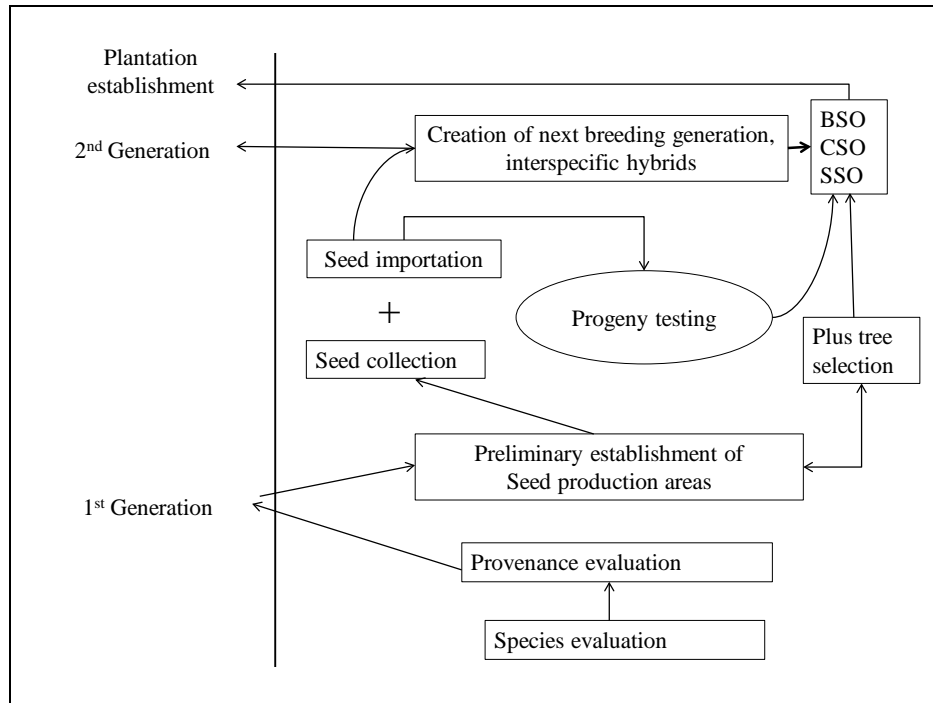 Plantation
establishment
BSO
CSO
SSO
Creation of next breeding generation,
interspecific hybrids
2nd Generation
Seed importation
+
Progeny testing
Seed collection
Plus tree
selection
Preliminary establishment of
Seed production areas
1st Generation
Provenance evaluation
Species evaluation